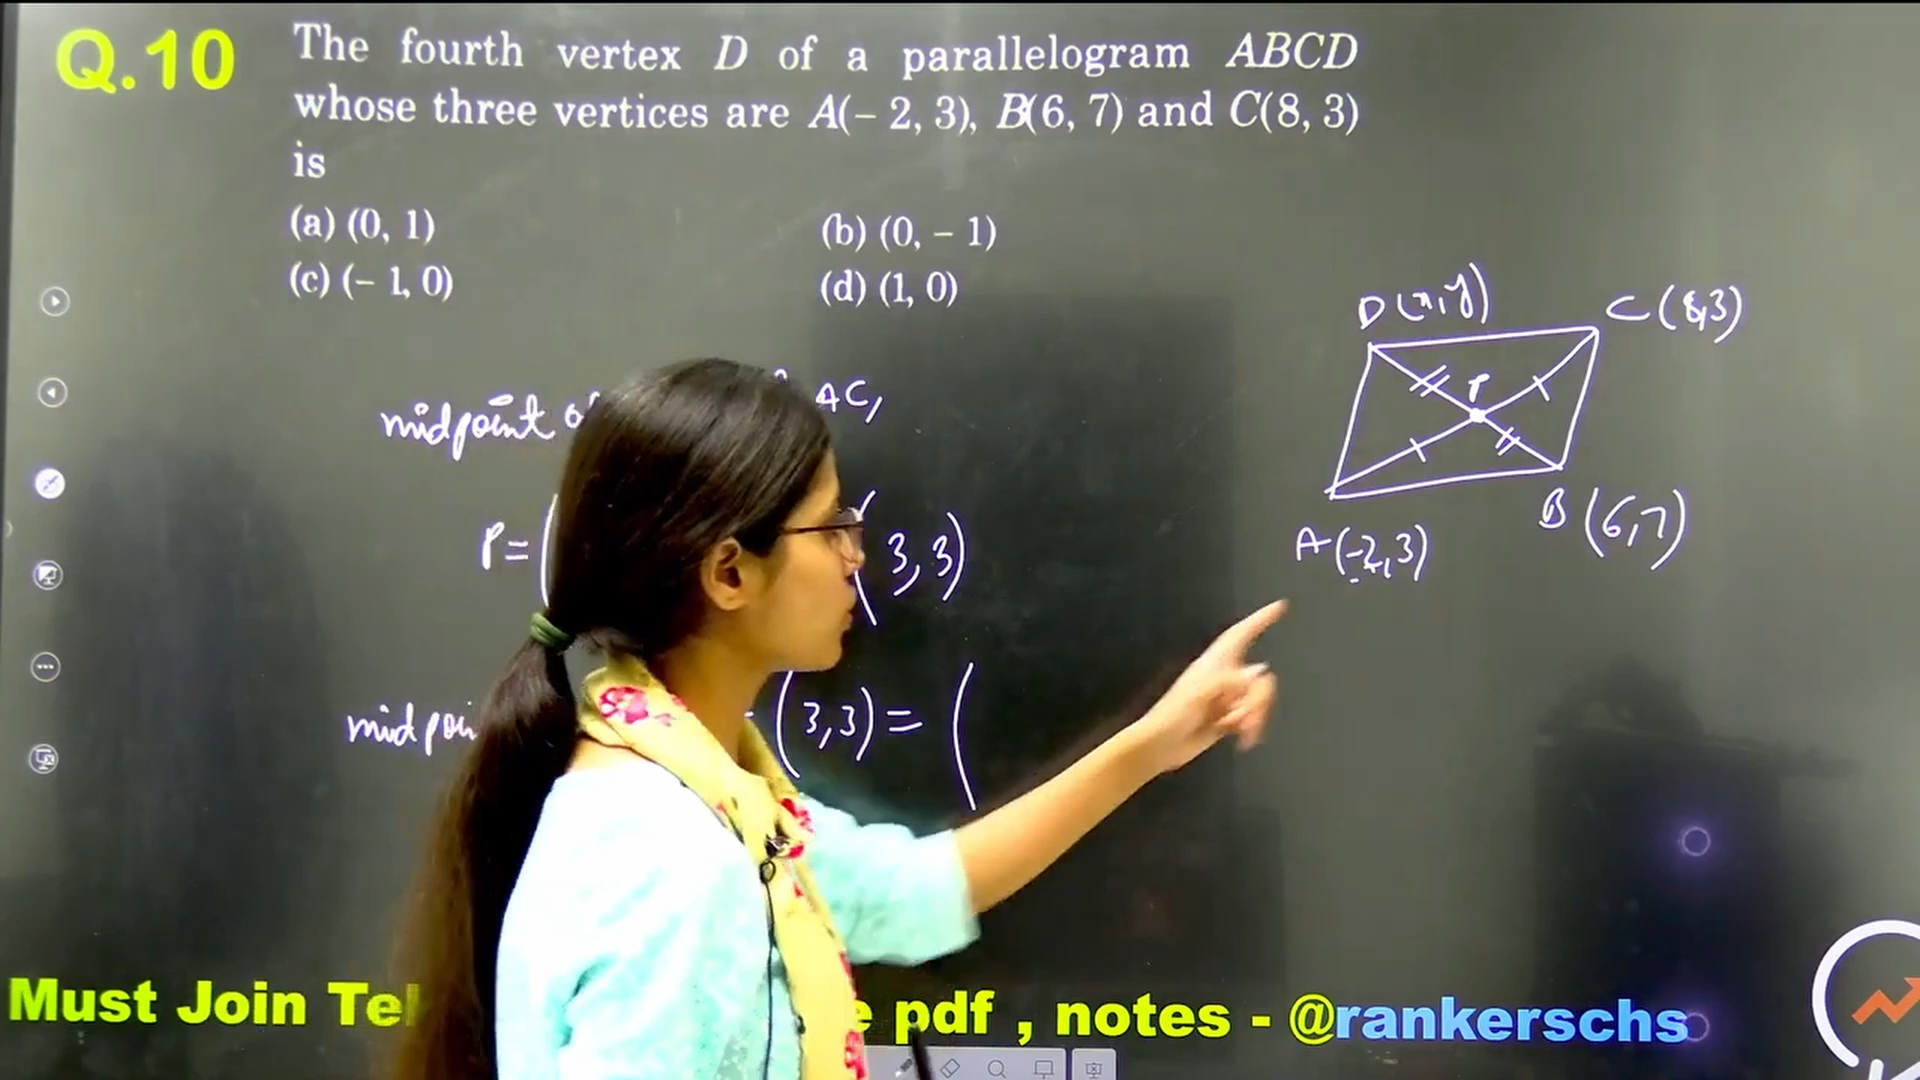 Q.10
The fourth vertex D of a parallelogram ABCD
whose three vertices are A(– 2, 3), B(6, 7) and C(8, 3)
is
(a) (0, 1)
(b) (0, – 1)
(c) (– 1, 0)
(d) (1, 0)
D(x,y)
C(8,3)
P
A(-2,3)
B(6,7)
midpoint of AC,
P=( (3,3)
(3,3) = (
Must Join
pdf , notes - @rankerschs